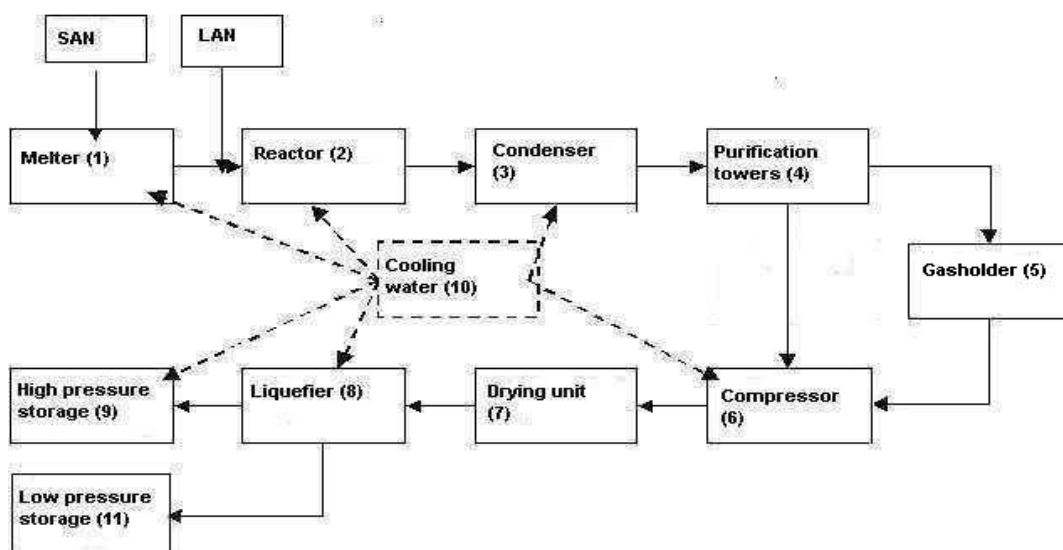 SAN
LAN
Melter (1)
Reactor (2)
Condenser
(3)
Purification
towers (4)
Cooling
water (10)
Gasholder (5)
High pressure
storage (9)
Liquefier (8)
Drying unit
(7)
Compressor
(6)
Low pressure
storage (11)